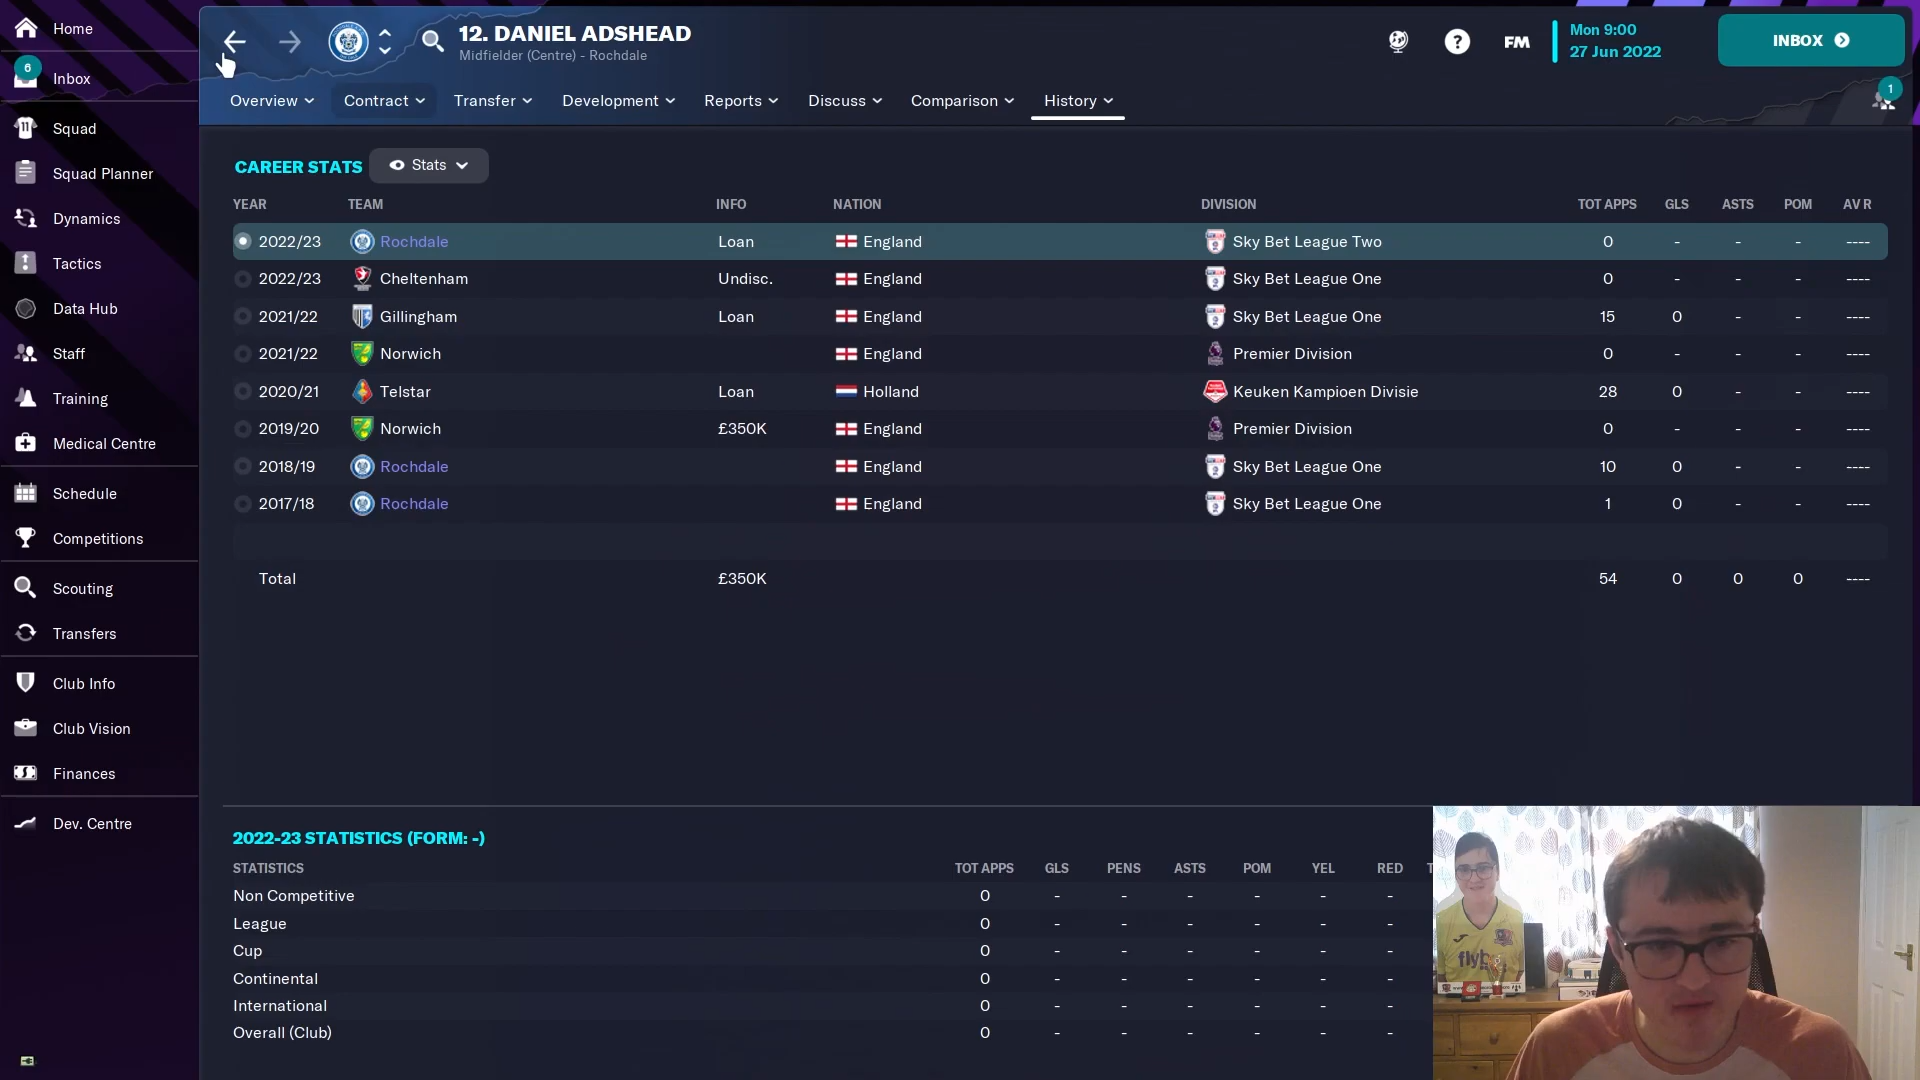 Home
6
Inbox
Squad
Squad Planner
Dynamics
Tactics
Data Hub
Staff
Training
Medical Centre
Schedule
Competitions
Scouting
Transfers
Club Info
Club Vision
Finances
Dev. Centre
12. DANIEL ADSHEAD
Midfielder (Centre) - Rochdale
?
FM
Mon 9:00
27 Jun 2022
INBOX
1
Overview Contract Transfer Development Reports Discuss Comparison History
CAREER STATS Stats
YEAR TEAM INFO NATION DIVISION TOT APPS GLS ASTS POM AV R
2022/23 Rochdale Loan England Sky Bet League Two 0 - - - ----
2022/23 Cheltenham Undisc. England Sky Bet League One 0 - - - ----
2021/22 Gillingham Loan England Sky Bet League One 15 0 - - ----
2021/22 Norwich England Premier Division 0 - - - ----
2020/21 Telstar Loan Holland Keuken Kampioen Divisie 28 0 - - ----
2019/20 Norwich £350K England Premier Division 0 - - - ----
2018/19 Rochdale England Sky Bet League One 10 0 - - ----
2017/18 Rochdale England Sky Bet League One 1 0 - - ----
Total £350K 54 0 0 0 ----
2022-23 STATISTICS (FORM: -)
STATISTICS TOT APPS GLS PENS ASTS POM YEL RED
Non Competitive 0 - - - - - -
League 0 - - - - - -
Cup 0 - - - - - -
Continental 0 - - - - - -
International 0 - - - - - -
Overall (Club) 0 - - - - - -